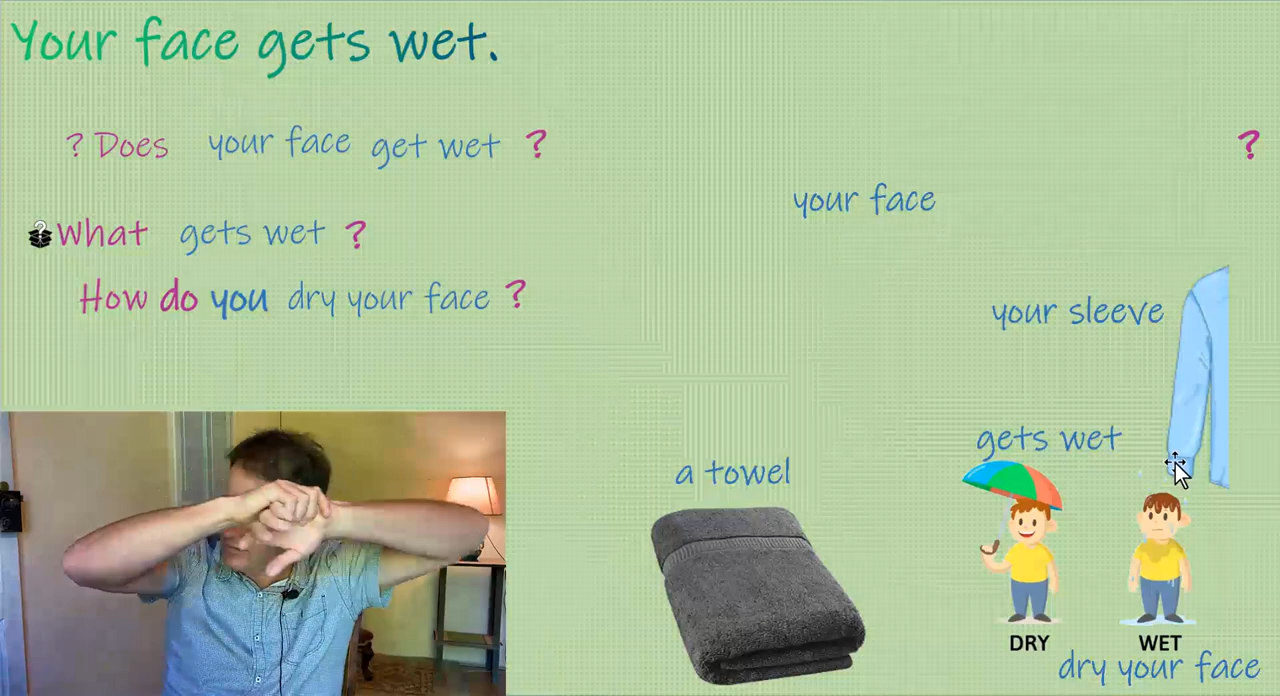 Your face gets wet.
? Does your face get wet ?
?
your face
What gets wet ?
How do you dry your face ?
your sleeve
gets wet
a towel
DRY
WET
dry your face